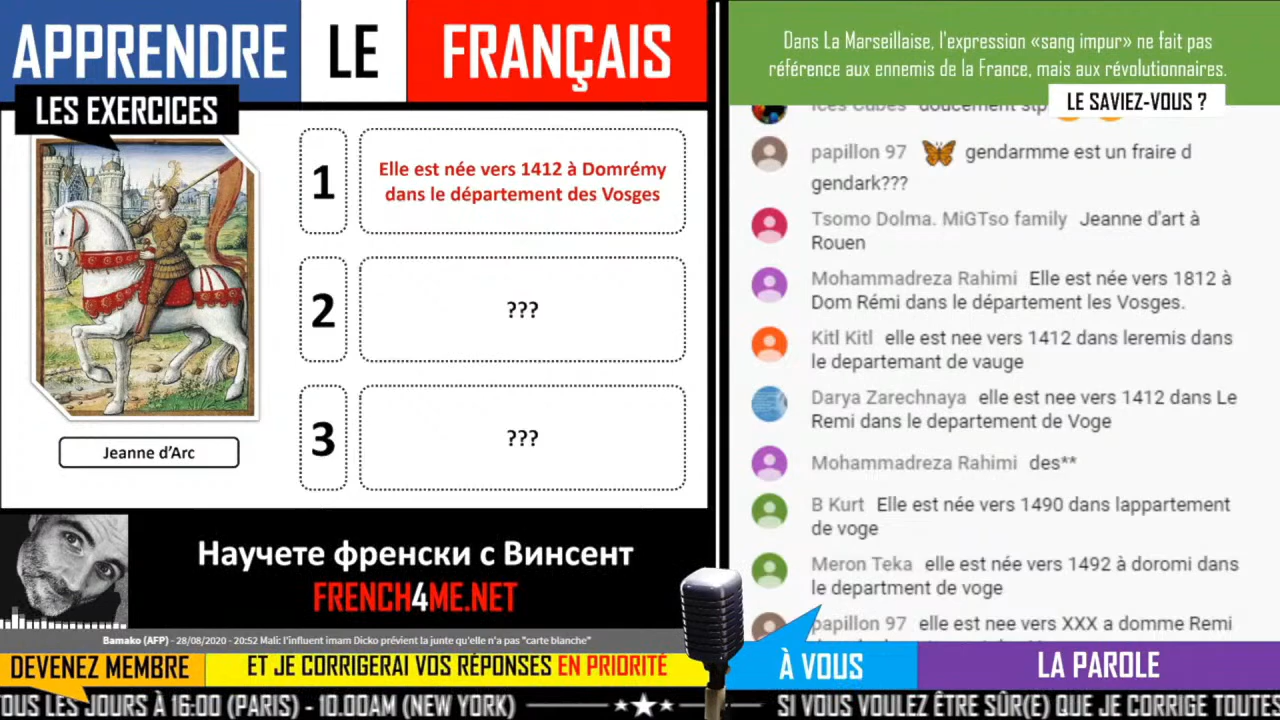 APPRENDRE LE FRANÇAIS
LES EXERCICES
1
Elle est née vers 1412 à Domrémy
dans le département des Vosges
2
???
3
???
Jeanne d'Arc
Научете френски с Винсент
FRENCH4ME.NET
Bamako (AFP) - 28/08/2020 - 20:52 Mali: l'influent imam Dicko prévient la junte qu'elle n'a pas "carte blanche"
DEVENEZ MEMBRE
ET JE CORRIGERAI VOS RÉPONSES EN PRIORITÉ
Dans La Marseillaise, l'expression «sang impur» ne fait pas
référence aux ennemis de la France, mais aux révolutionnaires.
LE SAVIEZ-VOUS ?
Ices Cubes doucement stp
papillon 97 gendarmme est un fraire d
gendark???
Tsomo Dolma. MiGTso family Jeanne d'art à
Rouen
Mohammadreza Rahimi Elle est née vers 1812 à
Dom Rémi dans le département les Vosges.
Kitl Kitl elle est nee vers 1412 dans leremis dans
le departemant de vauge
Darya Zarechnaya elle est nee vers 1412 dans Le
Remi dans le departement de Voge
Mohammadreza Rahimi des**
B Kurt Elle est née vers 1490 dans lappartement
de voge
Meron Teka elle est née vers 1492 à doromi dans
le department de voge
papillon 97 elle est nee vers XXX a domme Remi
À VOUS
LA PAROLE
TOUS LES JOURS À 16:00 (PARIS) - 10.00AM (NEW YORK)
SI VOUS VOULEZ ÊTRE SÛR(E) QUE JE CORRIGE TOUTES